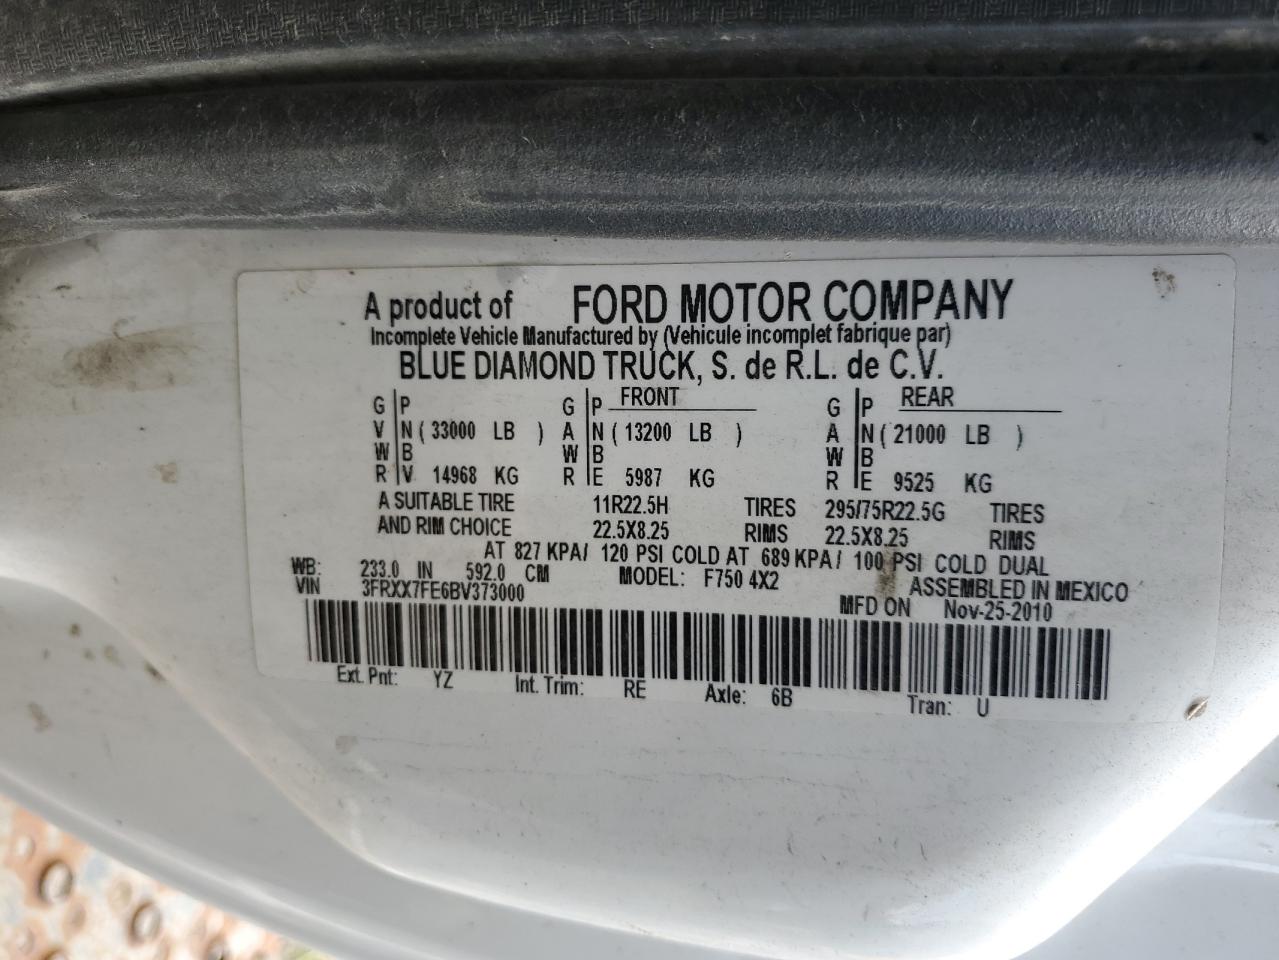 A product of FORD MOTOR COMPANY
Incomplete Vehicle Manufactured by (Vehicule incomplet fabrique par)
BLUE DIAMOND TRUCK, S. de R.L. de C.V.
G P G P FRONT G P REAR
V N ( 33000 LB ) A N ( 13200 LB ) A N ( 21000 LB )
W B W B W B
R V 14968 KG R E 5987 KG R E 9525 KG
A SUITABLE TIRE 11R22.5H TIRES 295/75R22.5G TIRES
AND RIM CHOICE 22.5X8.25 RIMS 22.5X8.25 RIMS
AT 827 KPA/ 120 PSI COLD AT 689 KPA/ 100 PSI COLD DUAL
WB: 233.0 IN 592.0 CM MODEL: F750 4X2 ASSEMBLED IN MEXICO
VIN 3FRXX7FE6BV373000 MFD ON Nov-25-2010
Ext. Pnt: YZ Int. Trim: RE Axle: 6B Tran: U